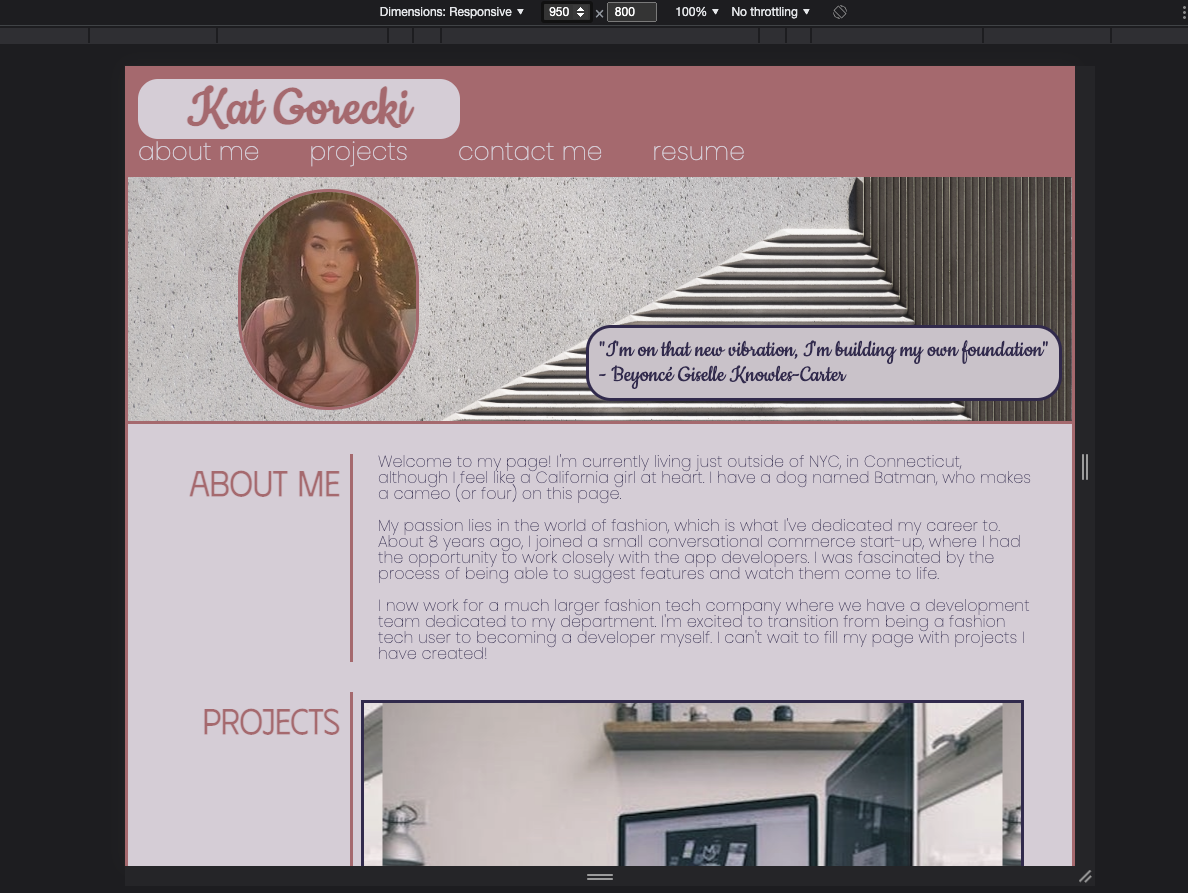 Dimensions: Responsive ▼ 950 × 800 100% ▼ No throttling ▼
Kat Gorecki
about me projects contact me resume
"I'm on that new vibration, I'm building my own foundation"
- Beyoncé Giselle Knowles-Carter
ABOUT ME
Welcome to my page! I'm currently living just outside of NYC, in Connecticut,
although I feel like a California girl at heart. I have a dog named Batman, who makes
a cameo (or four) on this page.
My passion lies in the world of fashion, which is what I've dedicated my career to.
About 8 years ago, I joined a small conversational commerce start-up, where I had
the opportunity to work closely with the app developers. I was fascinated by the
process of being able to suggest features and watch them come to life.
I now work for a much larger fashion tech company where we have a development
team dedicated to my department. I'm excited to transition from being a fashion
tech user to becoming a developer myself. I can't wait to fill my page with projects I
have created!
PROJECTS